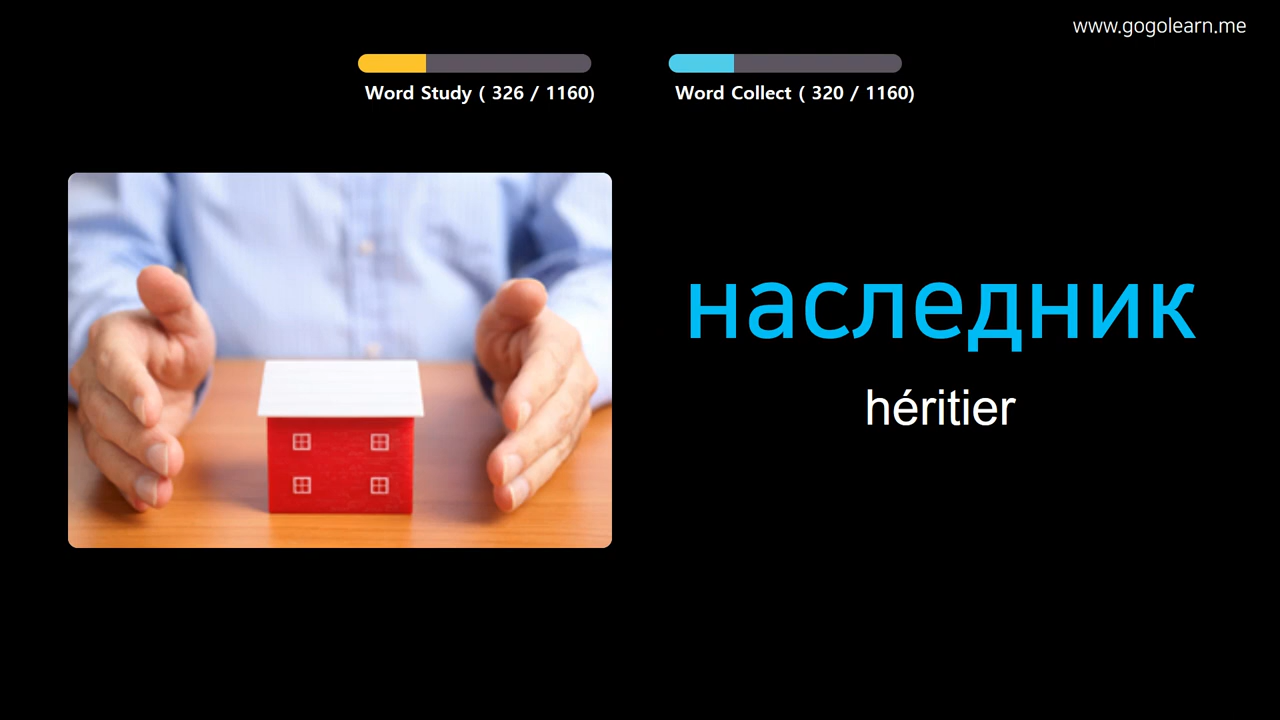 www.gogolearn.me
Word Study ( 326 / 1160)
Word Collect ( 320 / 1160)
наследник
héritier